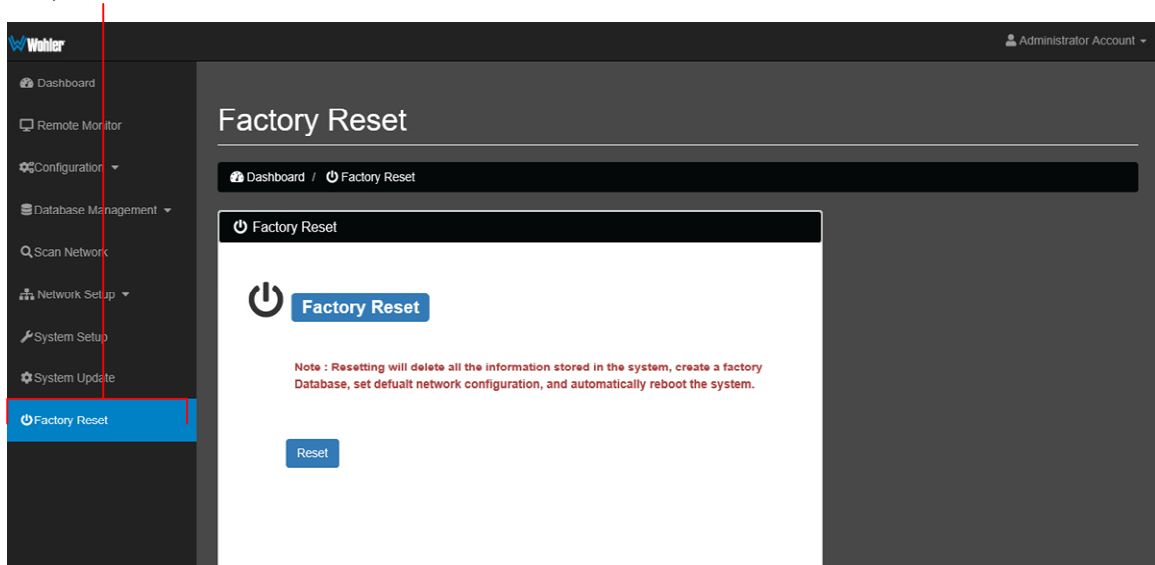 Wohler
Administrator Account
Dashboard
Remote Monitor
Configuration
Database Management
Scan Network
Network Setup
System Setup
System Update
Factory Reset
Factory Reset
Dashboard / Factory Reset
Factory Reset
Factory Reset
Note : Resetting will delete all the information stored in the system, create a factory
Database, set defualt network configuration, and automatically reboot the system.
Reset